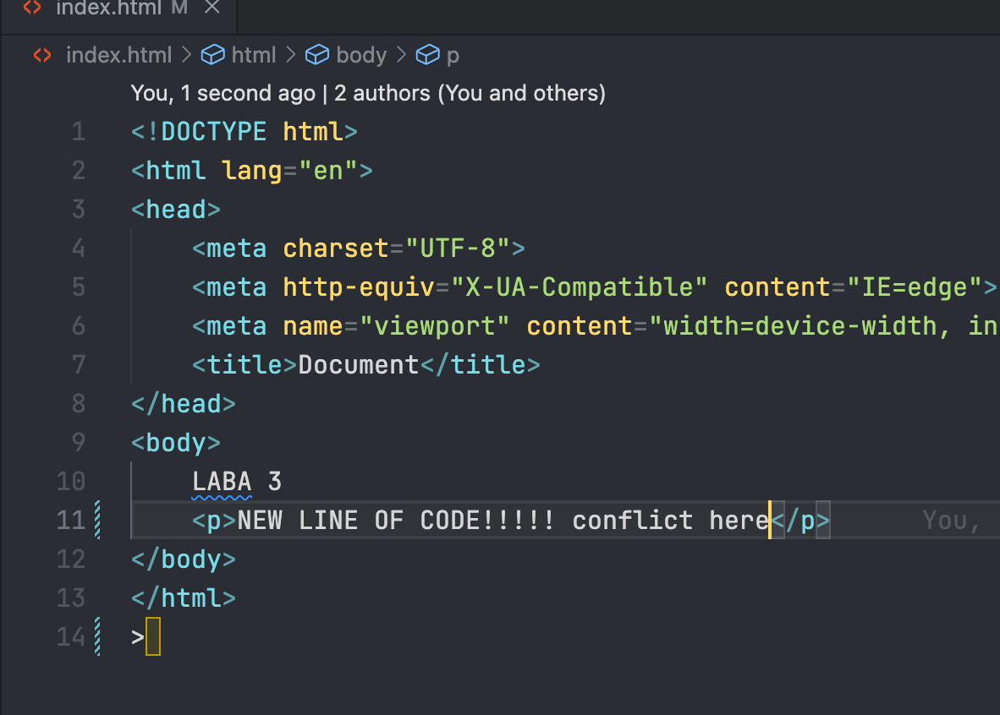 index.html M
index.html > html > body > p
You, 1 second ago | 2 authors (You and others)
1 <!DOCTYPE html>
2 <html lang="en">
3 <head>
4     <meta charset="UTF-8">
5     <meta http-equiv="X-UA-Compatible" content="IE=edge">
6     <meta name="viewport" content="width=device-width, in
7     <title>Document</title>
8 </head>
9 <body>
10     LABA 3
11     <p>NEW LINE OF CODE!!!!! conflict here</p> You,
12 </body>
13 </html>
14 >